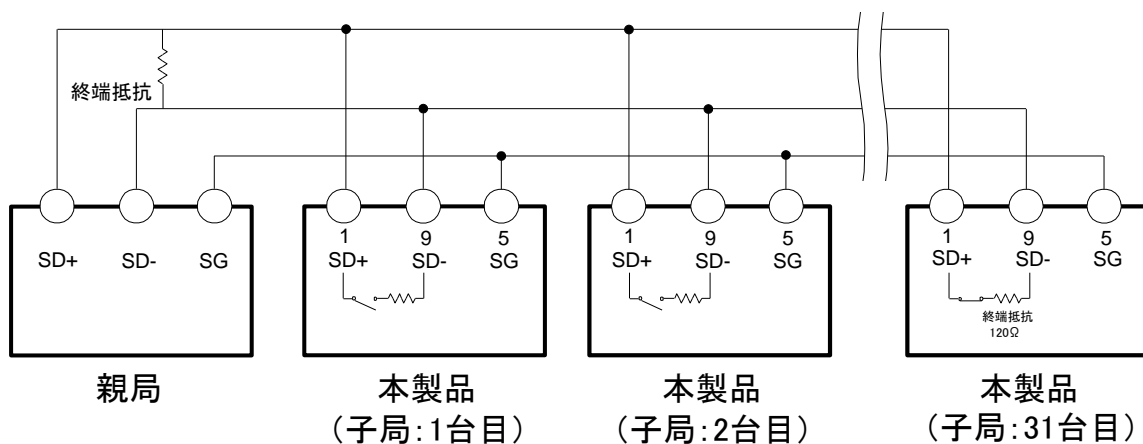 終端抵抗
SD+ SD- SG
1 9 5
SD+ SD- SG
1 9 5
SD+ SD- SG
1 9 5
SD+ SD- SG
終端抵抗
120Ω
親局
本製品
（子局:1台目）
本製品
（子局:2台目）
本製品
（子局:31台目）